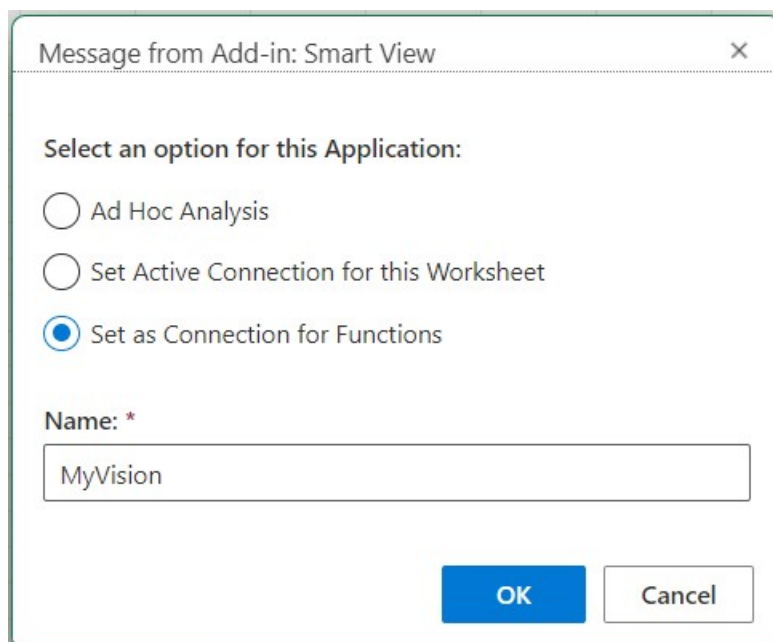 Message from Add-in: Smart View
Select an option for this Application:
Ad Hoc Analysis
Set Active Connection for this Worksheet
Set as Connection for Functions
Name: *
MyVision
OK Cancel